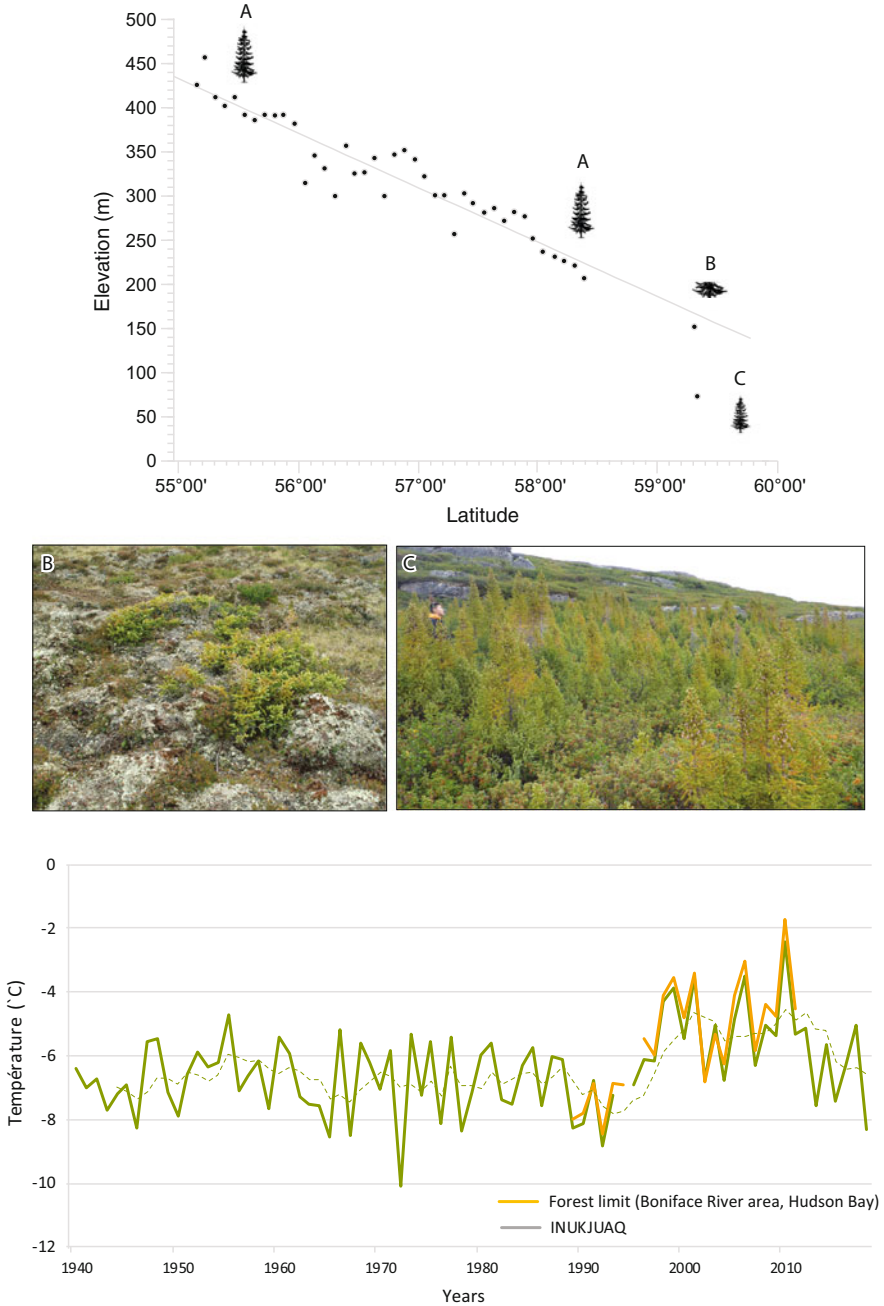 A
500
450
400
350
300
250
200
150
100
50
0
Elevation (m)
A
B
C
55°00'
56°00'
57°00'
58°00'
59°00'
60°00'
Latitude
B
C
0
-2
-4
-6
-8
-10
-12
Température (`C)
Forest limit (Boniface River area, Hudson Bay)
INUKJUAQ
1940
1950
1960
1970
1980
1990
2000
2010
Years